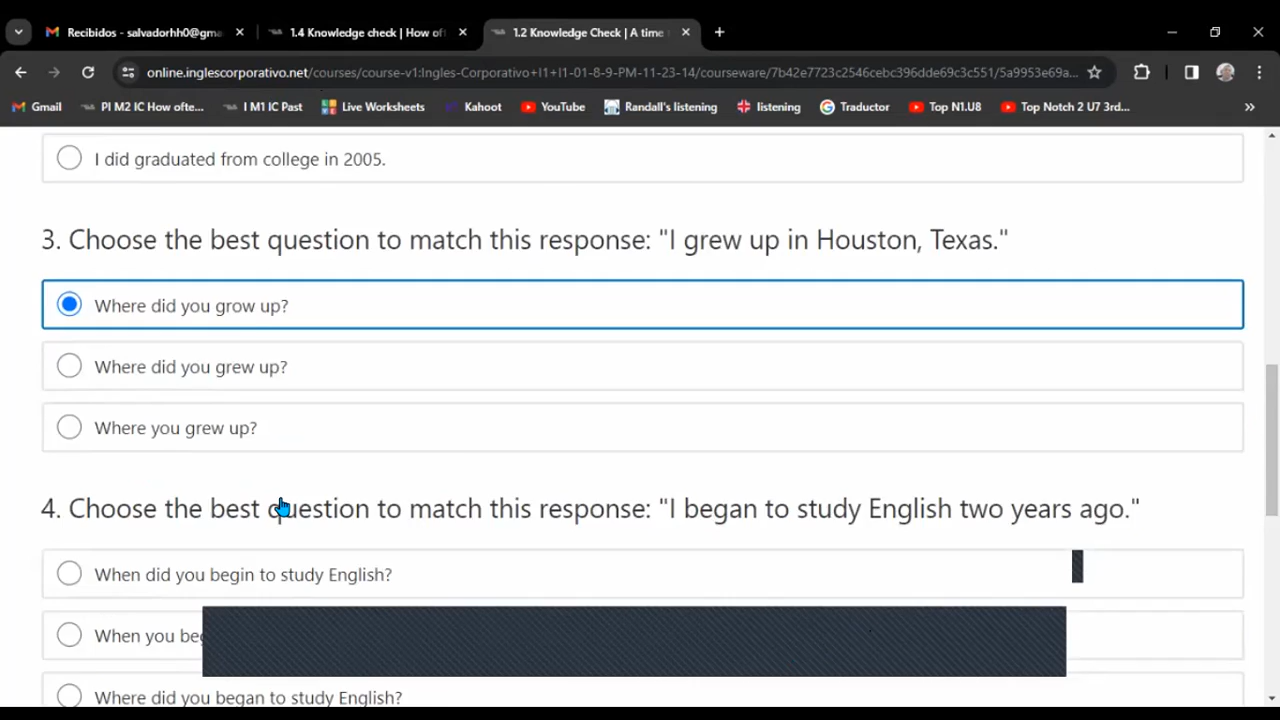 Recibidos - salvadorhh0@gma
1.4 Knowledge check | How of
1.2 Knowledge Check | A time
online.inglescorporativo.net/courses/course-v1:Ingles-Corporativo+I1+I1-01-8-9-PM-11-23-14/courseware/7b42e7723c2546cebc396dde69c3c551/5a9953e69a...
Gmail
PI M2 IC How ofte...
I M1 IC Past
Live Worksheets
Kahoot
YouTube
Randall's listening
listening
Traductor
Top N1.U8
Top Notch 2 U7 3rd...
I did graduated from college in 2005.
3. Choose the best question to match this response: "I grew up in Houston, Texas."
Where did you grow up?
Where did you grew up?
Where you grew up?
4. Choose the best question to match this response: "I began to study English two years ago."
When did you begin to study English?
When you
Where did you began to study English?